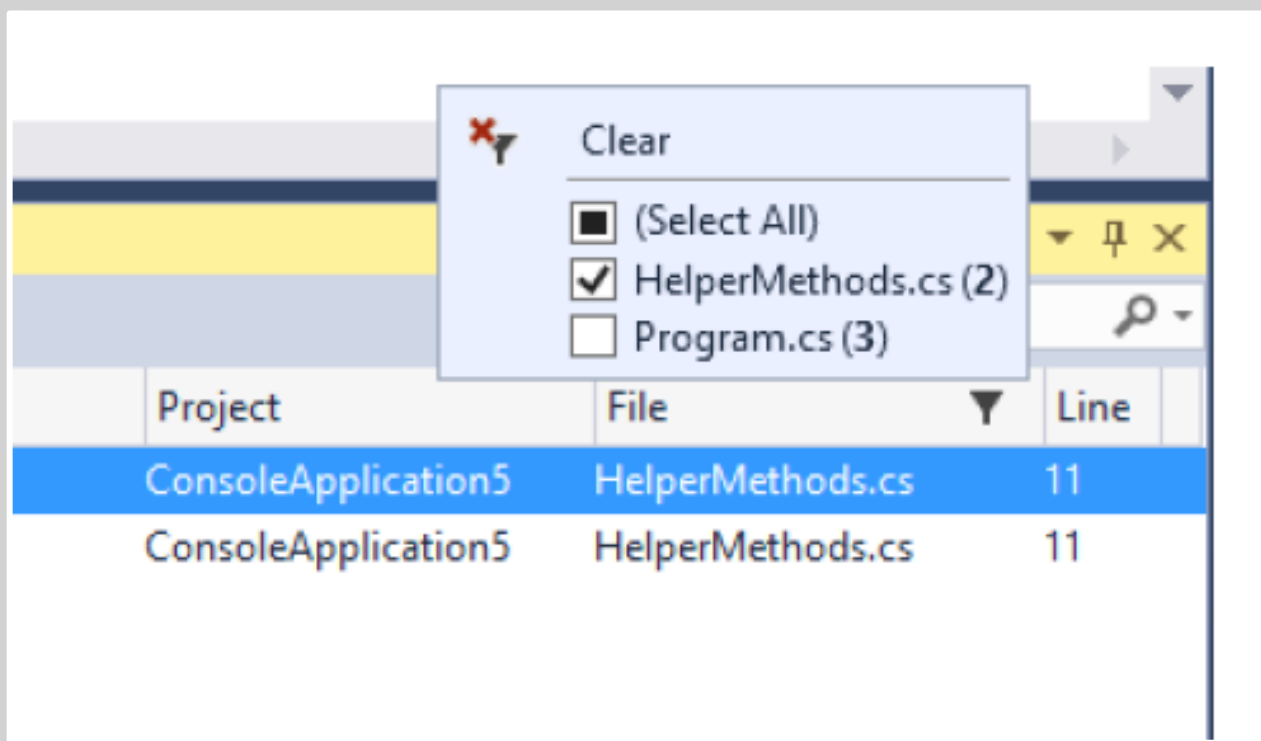 Clear
(Select All)
HelperMethods.cs (2)
Program.cs (3)
Project File Line
ConsoleApplication5 HelperMethods.cs 11
ConsoleApplication5 HelperMethods.cs 11